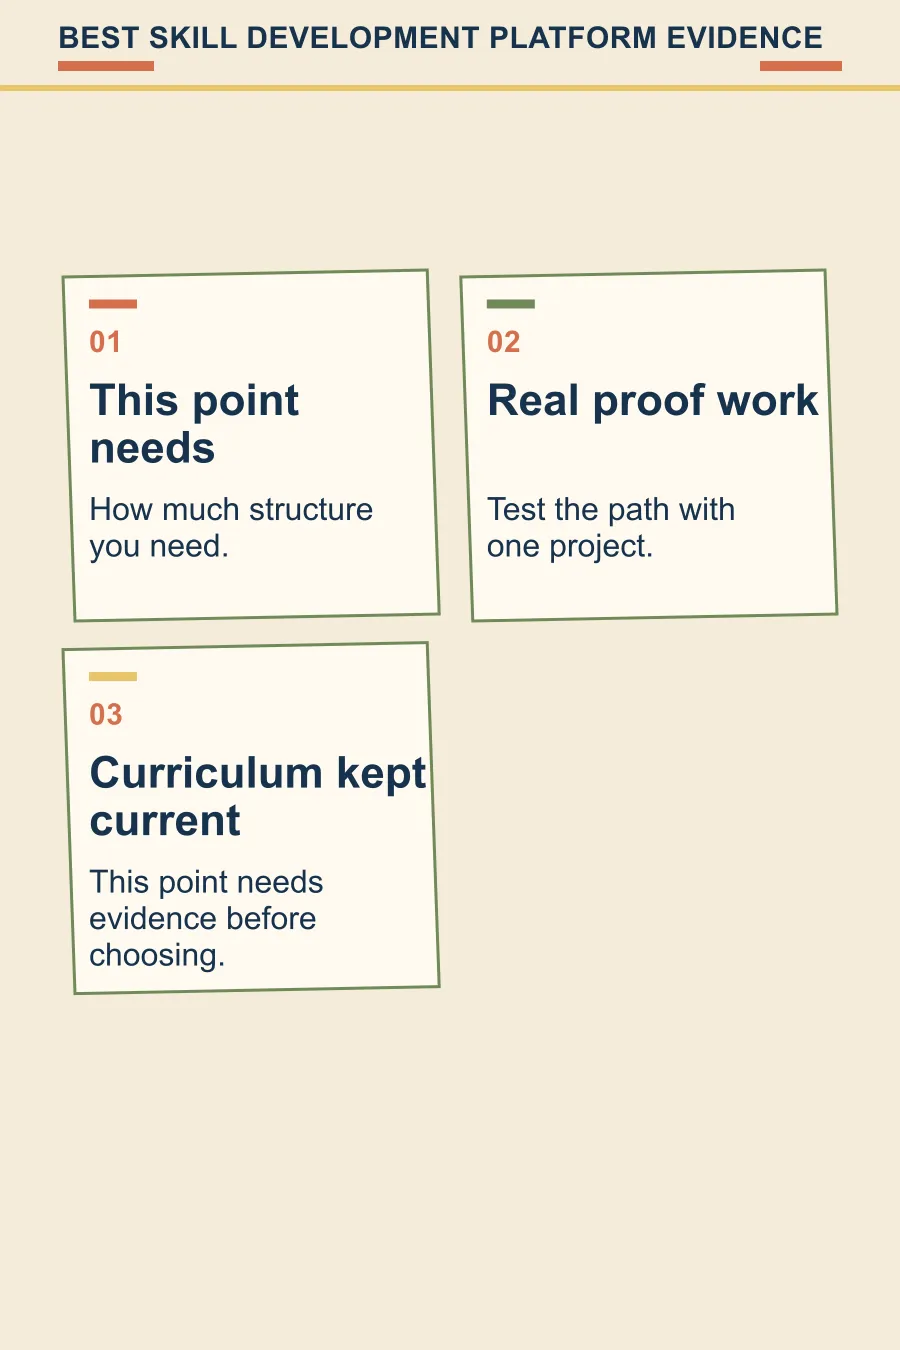 BEST SKILL DEVELOPMENT PLATFORM EVIDENCE
01
This point
needs
How much structure
you need.
02
Real proof work
Test the path with
one project.
03
Curriculum kept
current
This point needs
evidence before
choosing.